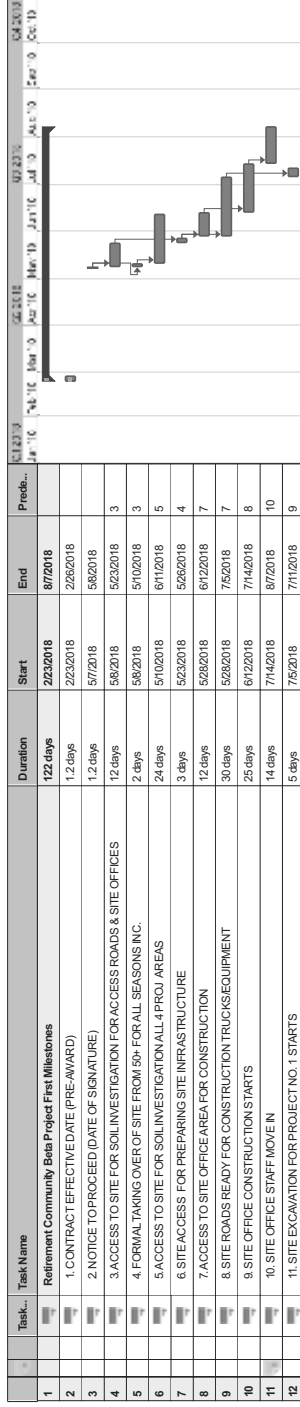 Task... Task Name Duration Start End Prede...
1 Retirement Community Beta Project First Milestones 122 days 2/23/2018 8/7/2018
2 1. CONTRACT EFFECTIVE DATE (PRE-AWARD) 1.2 days 2/23/2018 2/26/2018
3 2. NOTICE TO PROCEED (DATE OF SIGNATURE) 1.2 days 5/7/2018 5/8/2018
4 3.ACCESS TO SITE FOR SOIL INVESTIGATION FOR ACCESS ROADS & SITE OFFICES 12 days 5/8/2018 5/23/2018 3
5 4. FORMAL TAKING OVER OF SITE FROM 50+ FOR ALL SEASONS INC. 2 days 5/8/2018 5/10/2018 3
6 5.ACCESS TO SITE FOR SOIL INVESTIGATION ALL 4 PROJ AREAS 24 days 5/10/2018 6/11/2018 5
7 6.SITE ACCESS FOR PREPARING SITE INFRASTRUCTURE 3 days 5/23/2018 5/26/2018 4
8 7.ACCESS TO SITE OFFICE AREA FOR CONSTRUCTION 12 days 5/28/2018 6/12/2018 7
9 8. SITE ROADS READY FOR CONSTRUCTION TRUCKS/EQUIPMENT 30 days 5/28/2018 7/5/2018 7
10 9. SITE OFFICE CONSTRUCTION STARTS 25 days 6/12/2018 7/14/2018 8
11 10. SITE OFFICE STAFF MOVE IN 14 days 7/14/2018 8/7/2018 10
12 11. SITE EXCAVATION FOR PROJECT NO. 1 STARTS 5 days 7/5/2018 7/11/2018 9